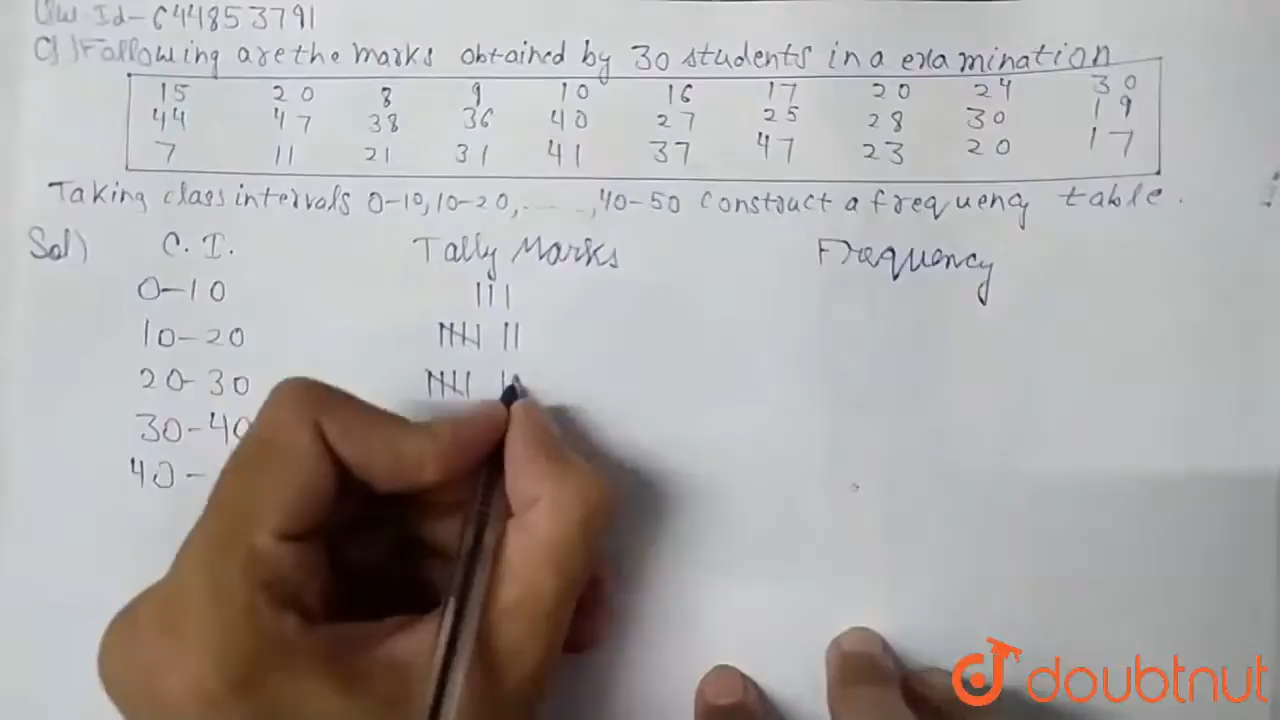 Id-644853791
Q)Following are the marks obtained by 30 students in a examination
15 20 8 9 10 16 17 20 24 30
44 47 38 36 40 27 25 28 30 19
7 11 21 31 41 37 47 23 20 17
Taking class intervals 0-10, 10-20, ......, 40-50 construct a frequency table.
Sol) C. I. Tally Marks Frequency
0-10 |||
10-20 |||| ||
20-30 |||| ||
30-40
40-
doubtnut